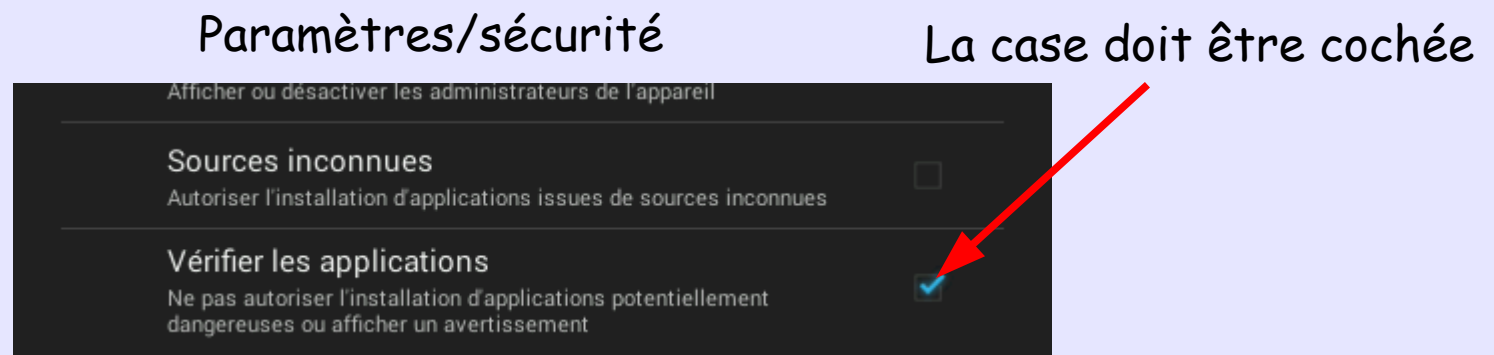 Paramètres/sécurité
La case doit être cochée
Afficher ou désactiver les administrateurs de l'appareil
Sources inconnues
Autoriser l'installation d'applications issues de sources inconnues
Vérifier les applications
Ne pas autoriser l'installation d'applications potentiellement
dangereuses ou afficher un avertissement